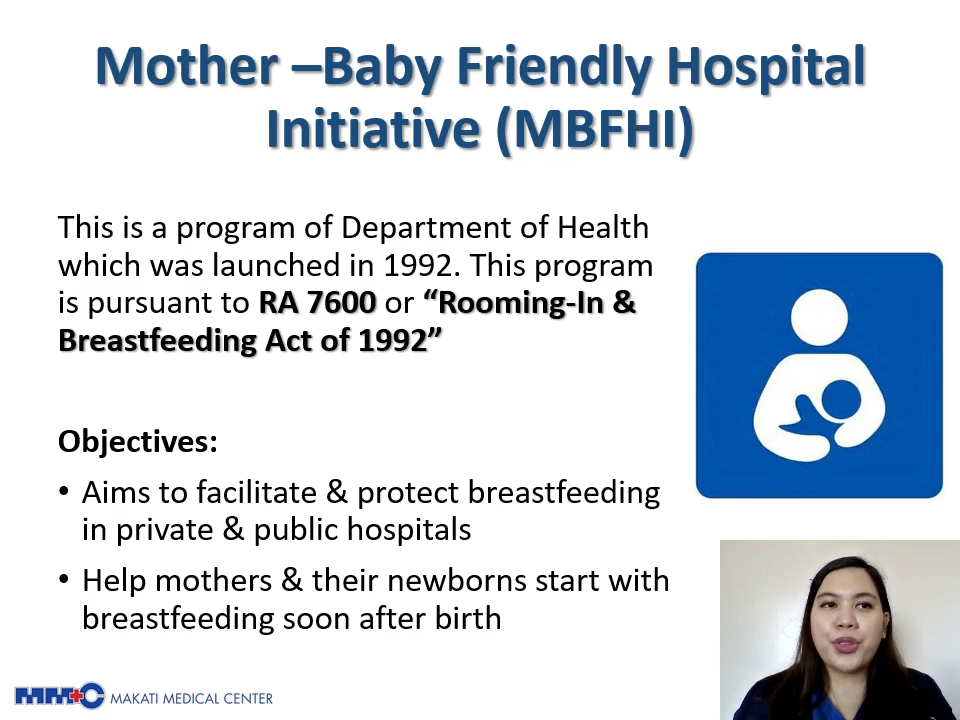 Mother –Baby Friendly Hospital
Initiative (MBFHI)
This is a program of Department of Health
which was launched in 1992. This program
is pursuant to RA 7600 or “Rooming-In &
Breastfeeding Act of 1992”
Objectives:
• Aims to facilitate & protect breastfeeding
in private & public hospitals
• Help mothers & their newborns start with
breastfeeding soon after birth
MMC MAKATI MEDICAL CENTER